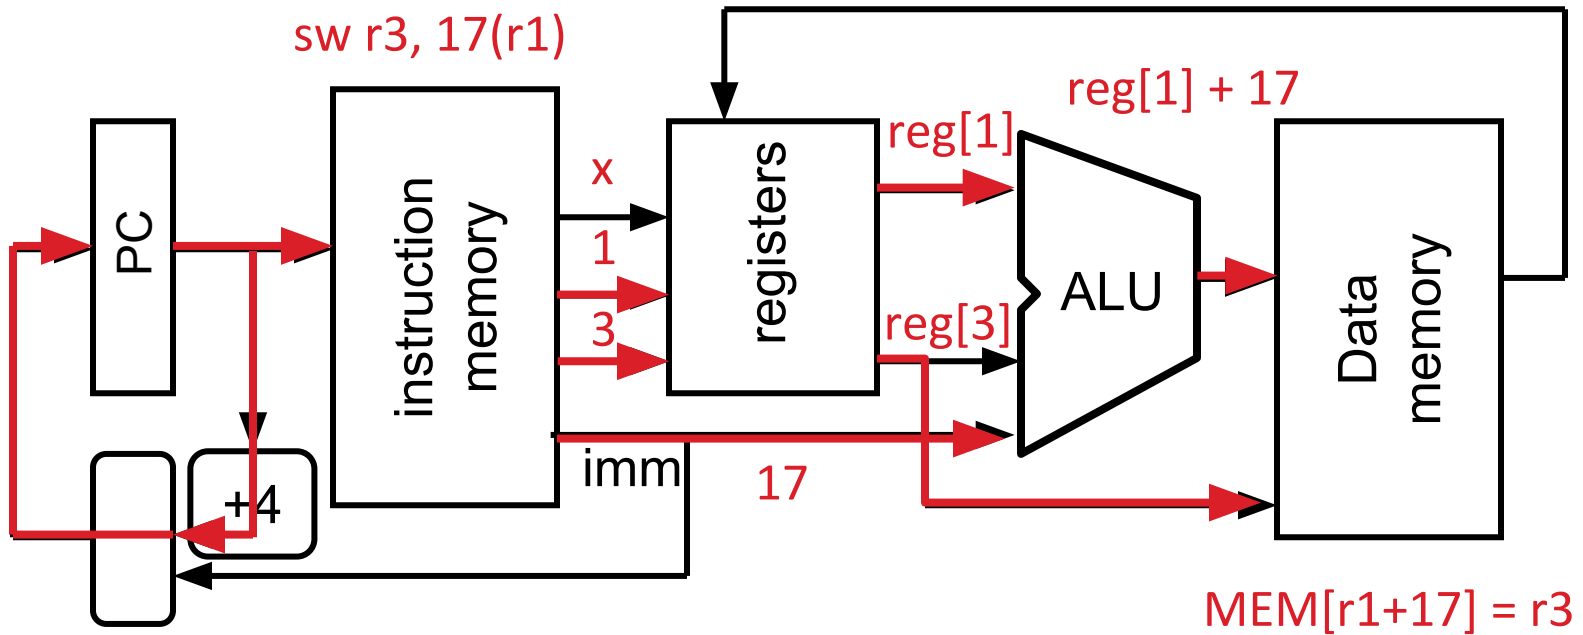 sw r3, 17(r1)
reg[1] + 17
reg[1]
x
PC
instruction
memory
registers
1
ALU
Data
memory
3
reg[3]
imm
17
+4
MEM[r1+17] = r3